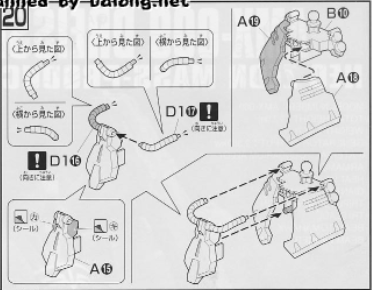 anned by Dalong.net
20
〈上から見た図〉
〈横から見た図〉
〈上から見た図〉
〈横から見た図〉
D1⑰ !
(向きに注意)
! D1⑯
(向きに注意)
(シール)
(シール)
A⑮
A⑲
B⑩
A⑱